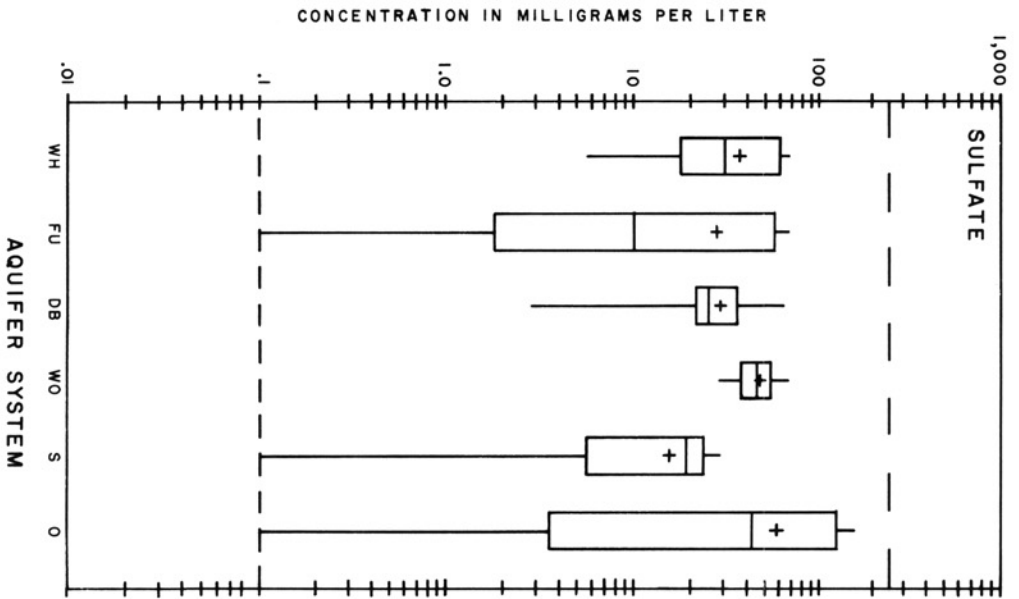 CONCENTRATION IN MILLIGRAMS PER LITER
1,000
100
10
1.0
.1
.01
SULFATE
WH
FU
DB
WO
S
O
AQUIFER SYSTEM